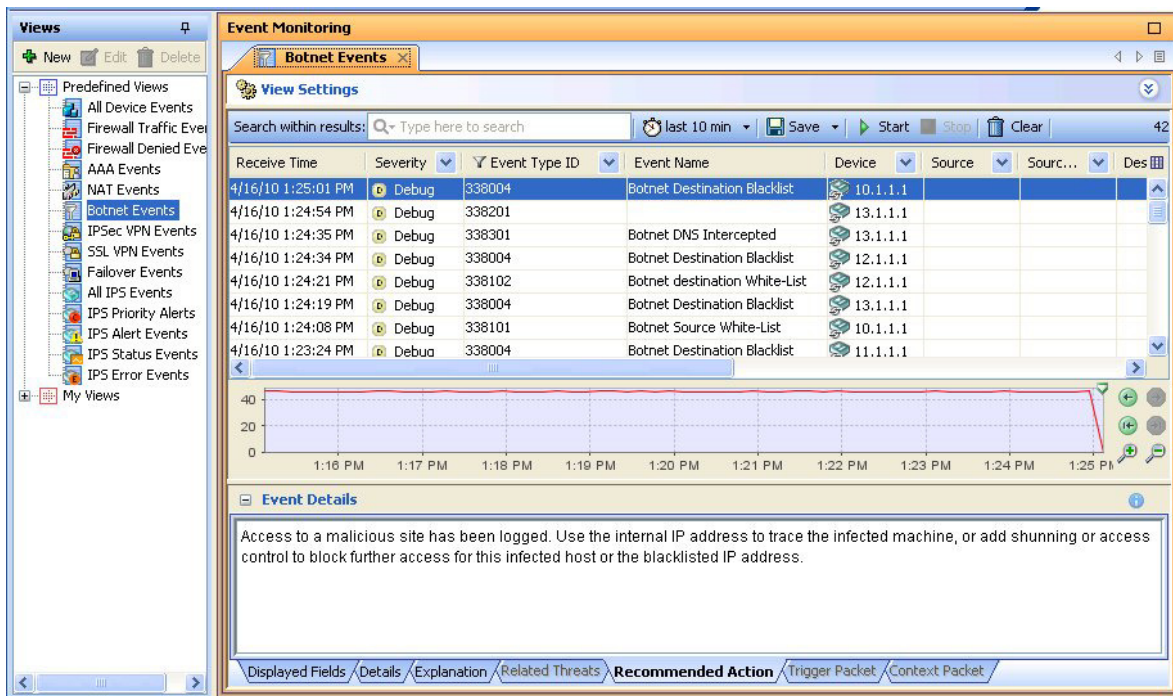 Views
New Edit Delete
Predefined Views
All Device Events
Firewall Traffic Eve
Firewall Denied Eve
AAA Events
NAT Events
Botnet Events
IPSec VPN Events
SSL VPN Events
Failover Events
All IPS Events
IPS Priority Alerts
IPS Alert Events
IPS Status Events
IPS Error Events
My Views
Event Monitoring
Botnet Events
View Settings
Search within results: Type here to search last 10 min Save Start Stop Clear 42
Receive Time Severity Event Type ID Event Name Device Source Sourc... Des
4/16/10 1:25:01 PM D Debug 338004 Botnet Destination Blacklist 10.1.1.1
4/16/10 1:24:54 PM D Debug 338201 13.1.1.1
4/16/10 1:24:35 PM D Debug 338301 Botnet DNS Intercepted 13.1.1.1
4/16/10 1:24:34 PM D Debug 338004 Botnet Destination Blacklist 12.1.1.1
4/16/10 1:24:21 PM D Debug 338102 Botnet destination White-List 12.1.1.1
4/16/10 1:24:19 PM D Debug 338004 Botnet Destination Blacklist 13.1.1.1
4/16/10 1:24:08 PM D Debug 338101 Botnet Source White-List 10.1.1.1
4/16/10 1:23:24 PM D Debug 338004 Botnet Destination Blacklist 11.1.1.1
40
20
0
1:16 PM 1:17 PM 1:18 PM 1:19 PM 1:20 PM 1:21 PM 1:22 PM 1:23 PM 1:24 PM 1:25 PM
Event Details
Access to a malicious site has been logged. Use the internal IP address to trace the infected machine, or add shunning or access
control to block further access for this infected host or the blacklisted IP address.
Displayed Fields Details Explanation Related Threats Recommended Action Trigger Packet Context Packet